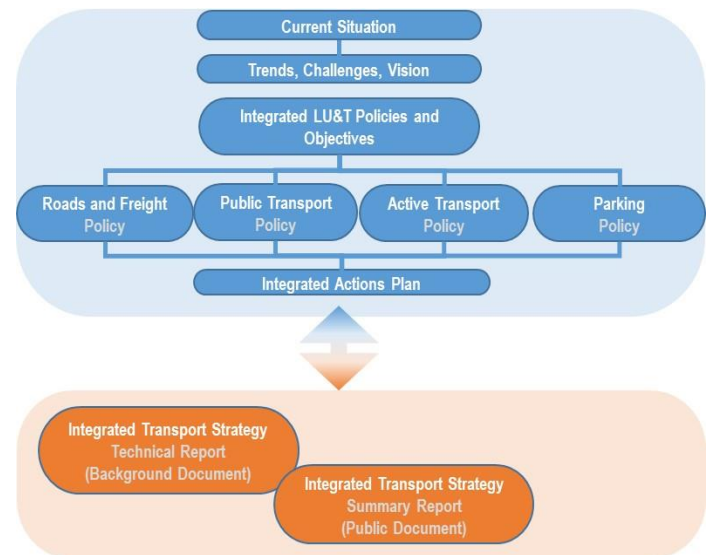 Current Situation
Trends, Challenges, Vision
Integrated LU&T Policies and
Objectives
Roads and Freight
Policy
Public Transport
Policy
Active Transport
Policy
Parking
Policy
Integrated Actions Plan
Integrated Transport Strategy
Technical Report
(Background Document)
Integrated Transport Strategy
Summary Report
(Public Document)